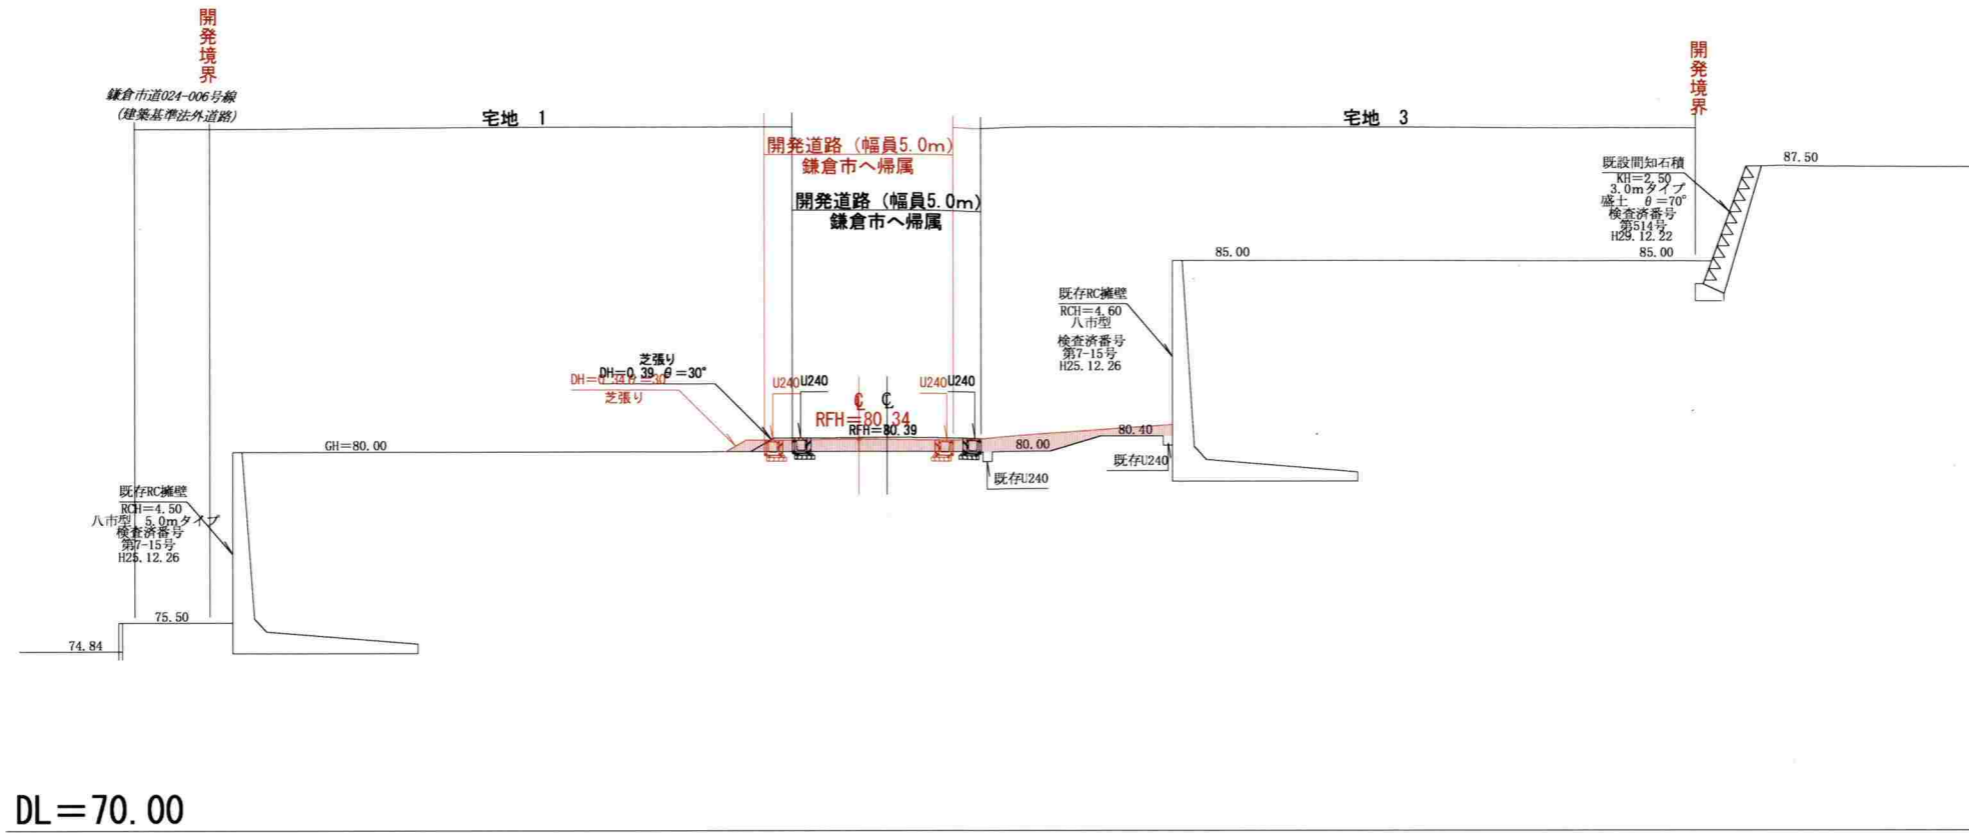 開発境界
鎌倉市道024-006号線
(建築基準法外道路)
宅地 1
開発道路（幅員5.0m）
鎌倉市へ帰属
開発道路（幅員5.0m）
鎌倉市へ帰属
宅地 3
開発境界
既設間知石積
KH=2.50
3.0mタイプ
盛土 θ=70°
検査済番号
第514号
H29.12.22
87.50
85.00
85.00
既存RC擁壁
RCH=4.60
八市型
検査済番号
第7-15号
H25.12.26
芝張り
DH=0.39 θ=30°
DH=0.34 θ=30°
芝張り
U240
U240
U240
U240
RFH=80.34
RFH=80.39
GH=80.00
80.00
80.40
既存U240
既存U240
既存RC擁壁
RCH=4.50
八市型 5.0mタイプ
検査済番号
第7-15号
H25.12.26
75.50
74.84
DL=70.00